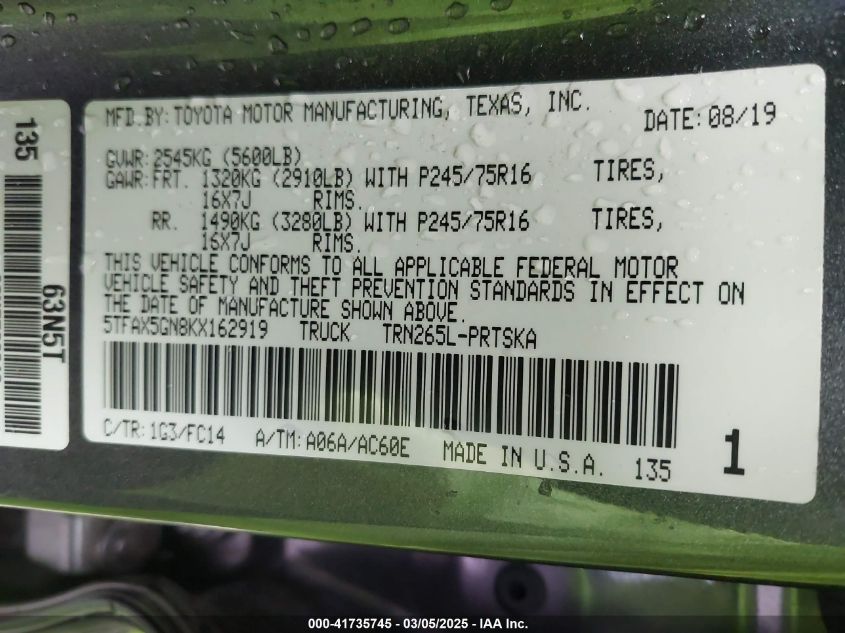 MFD.BY: TOYOTA MOTOR MANUFACTURING, TEXAS, INC.
DATE: 08/19
GVWR: 2545KG (5600LB)
GAWR: FRT. 1320KG (2910LB) WITH P245/75R16 TIRES,
16X7J RIMS.
RR. 1490KG (3280LB) WITH P245/75R16 TIRES,
16X7J RIMS.
THIS VEHICLE CONFORMS TO ALL APPLICABLE FEDERAL MOTOR
VEHICLE SAFETY AND THEFT PREVENTION STANDARDS IN EFFECT ON
THE DATE OF MANUFACTURE SHOWN ABOVE.
5TFAX5GN8KX162919 TRUCK TRN265L-PRTSKA
C/TR: 1G3/FC14 A/TM: A06A/AC60E MADE IN U.S.A. 135
1
135
63N5T
000-41735745 - 03/05/2025 - IAA Inc.